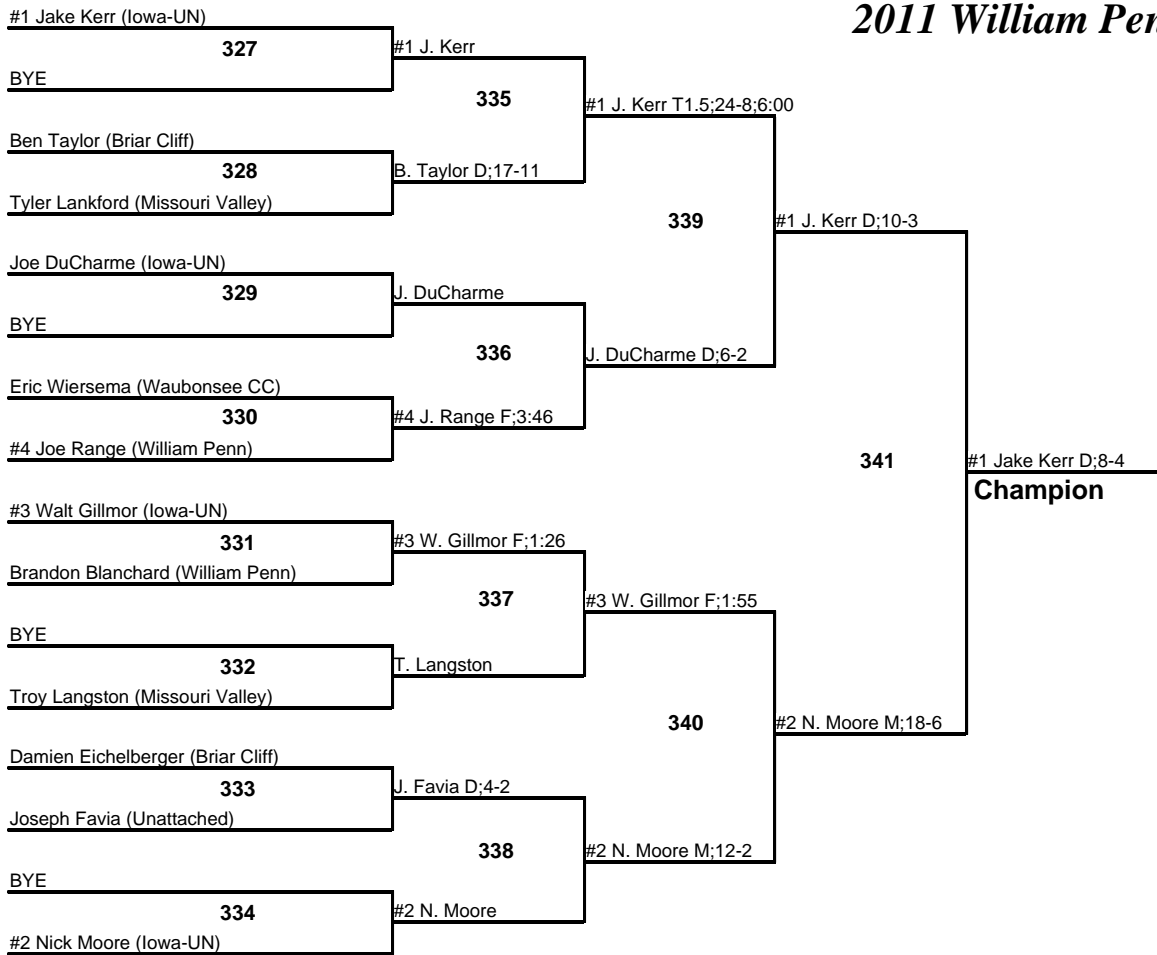 2011 William Pen
#1 Jake Kerr (Iowa-UN)
327
#1 J. Kerr
BYE
335
#1 J. Kerr T1.5;24-8;6:00
Ben Taylor (Briar Cliff)
328
B. Taylor D;17-11
Tyler Lankford (Missouri Valley)
339
#1 J. Kerr D;10-3
Joe DuCharme (Iowa-UN)
329
J. DuCharme
BYE
336
J. DuCharme D;6-2
Eric Wiersema (Waubonsee CC)
330
#4 J. Range F;3:46
#4 Joe Range (William Penn)
341
#1 Jake Kerr D;8-4
Champion
#3 Walt Gillmor (Iowa-UN)
331
#3 W. Gillmor F;1:26
Brandon Blanchard (William Penn)
337
#3 W. Gillmor F;1:55
BYE
332
T. Langston
Troy Langston (Missouri Valley)
340
#2 N. Moore M;18-6
Damien Eichelberger (Briar Cliff)
333
J. Favia D;4-2
Joseph Favia (Unattached)
338
#2 N. Moore M;12-2
BYE
334
#2 N. Moore
#2 Nick Moore (Iowa-UN)